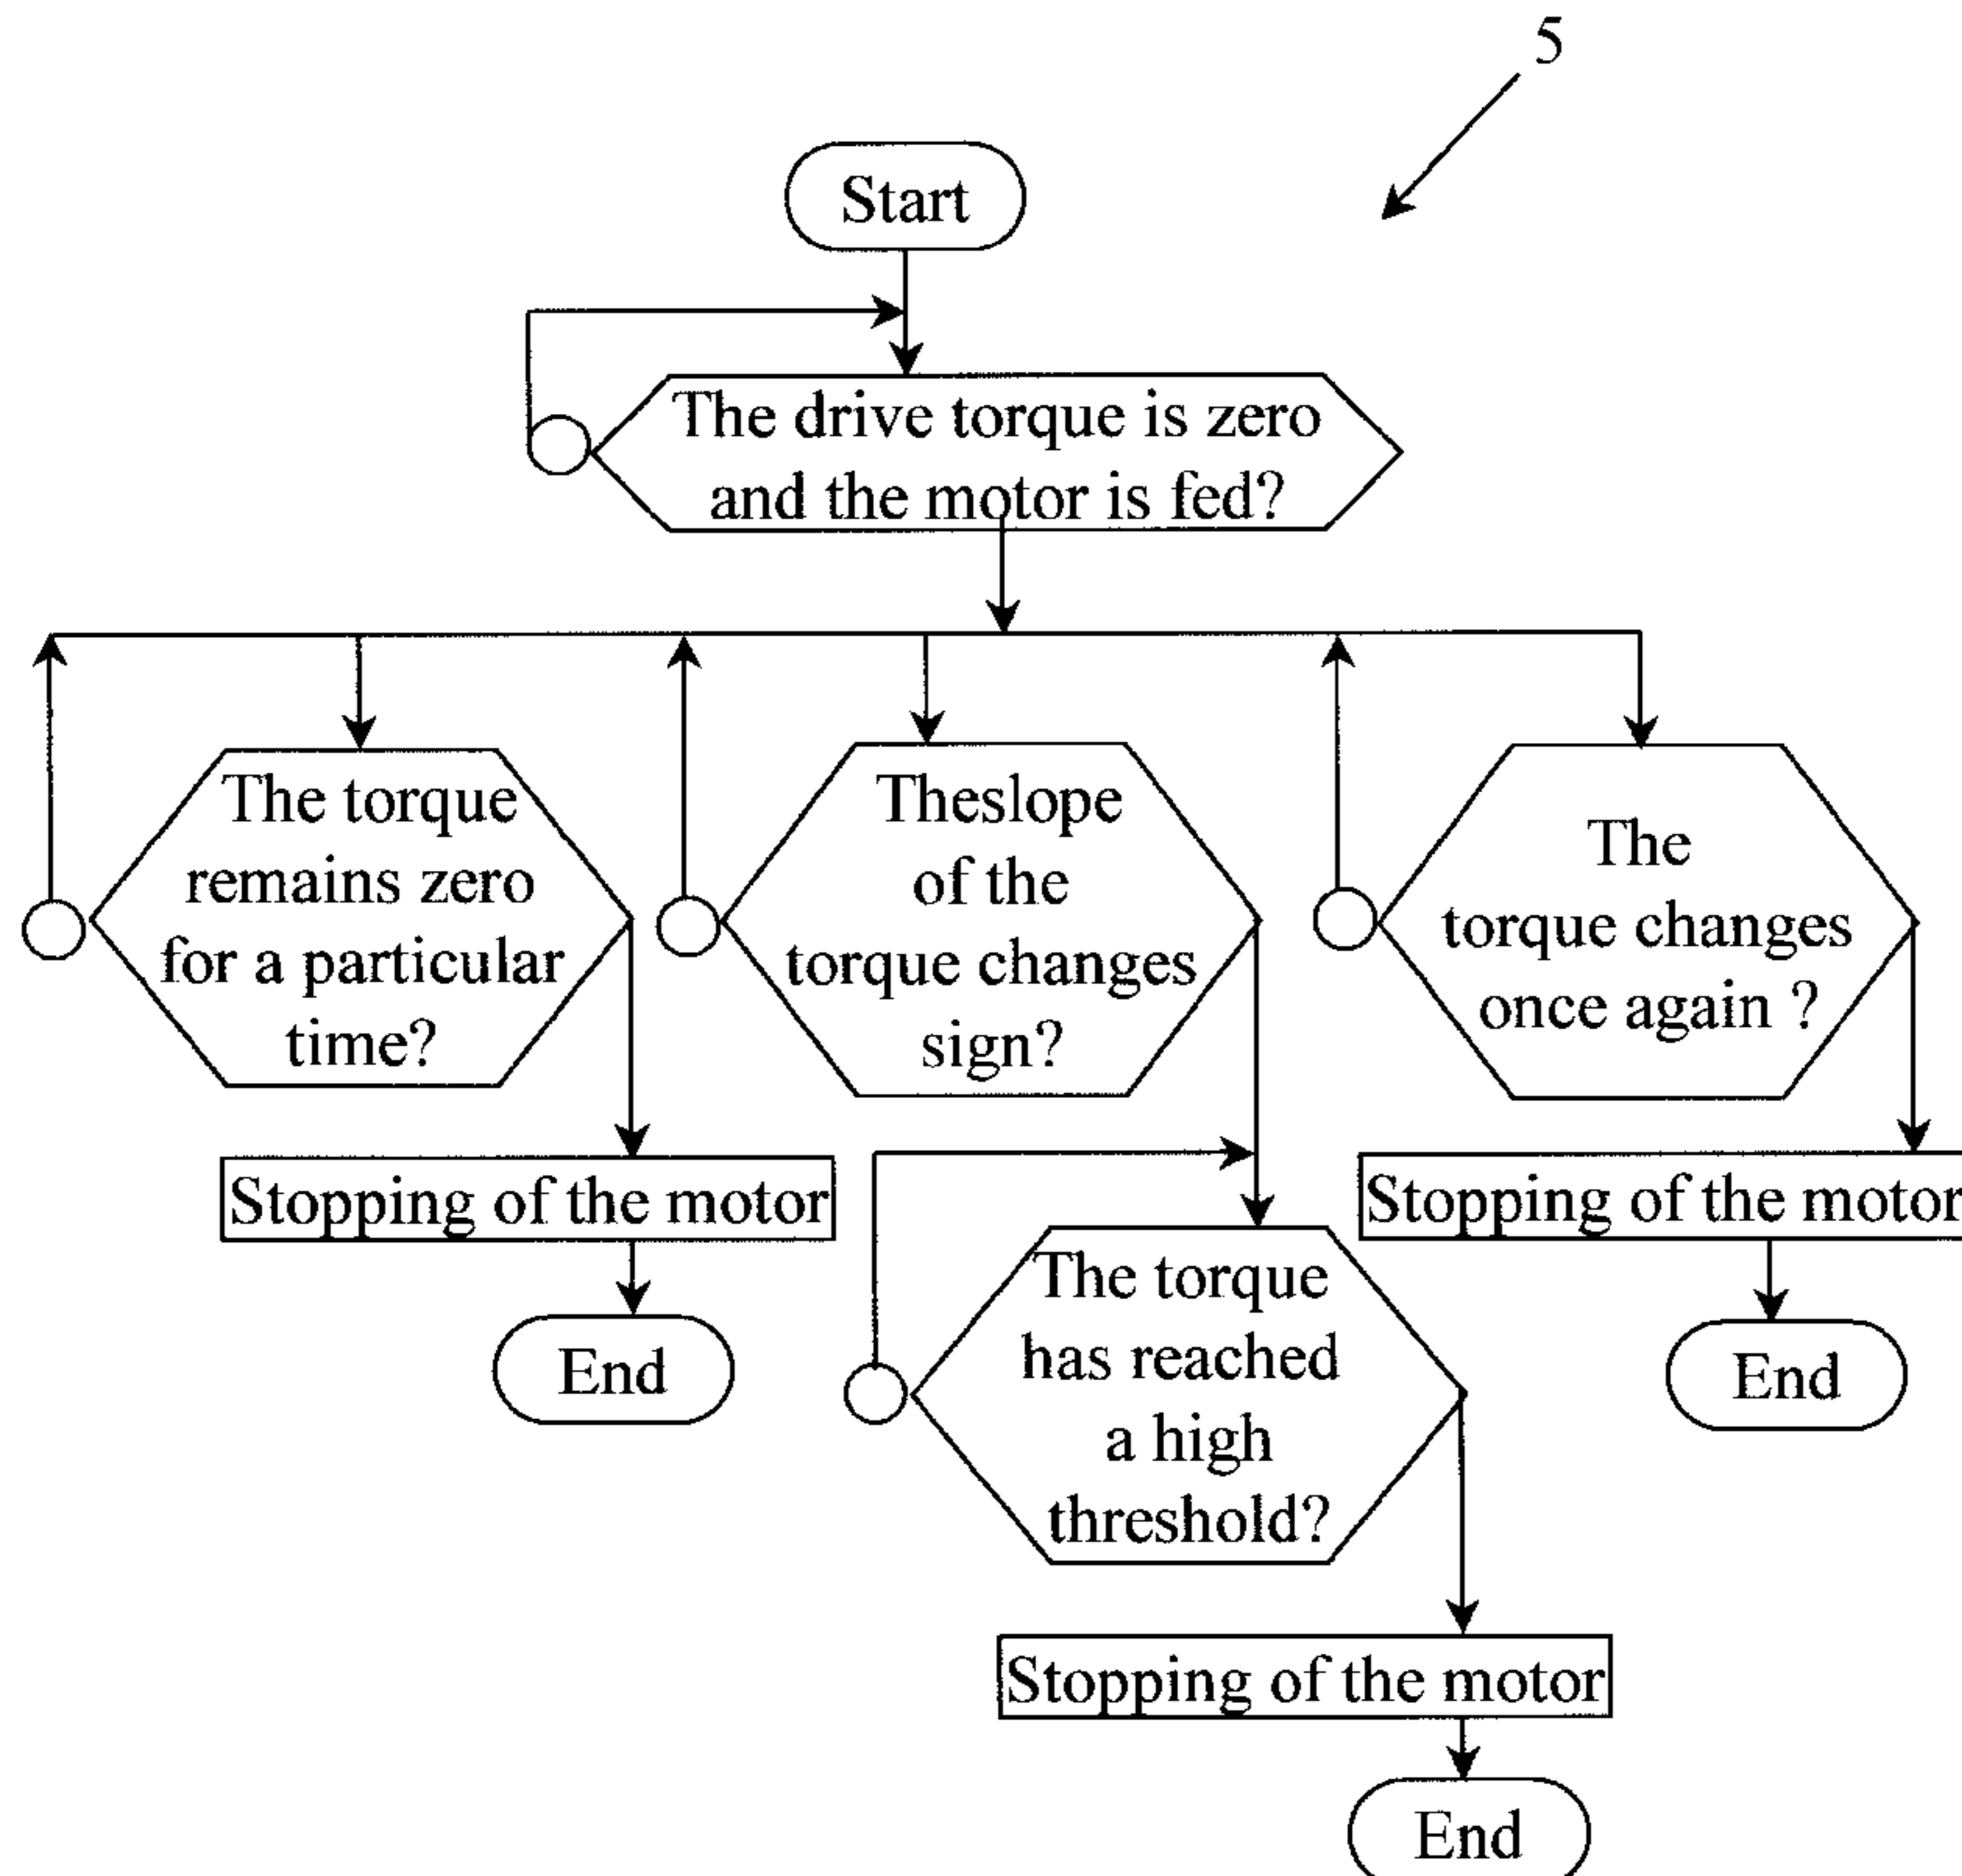 5
Start
The drive torque is zero
and the motor is fed?
The torque
remains zero
for a particular
time?
Theslope
of the
torque changes
sign?
The
torque changes
once again ?
Stopping of the motor
End
The torque
has reached
a high
threshold?
Stopping of the motor
End
Stopping of the motor
End